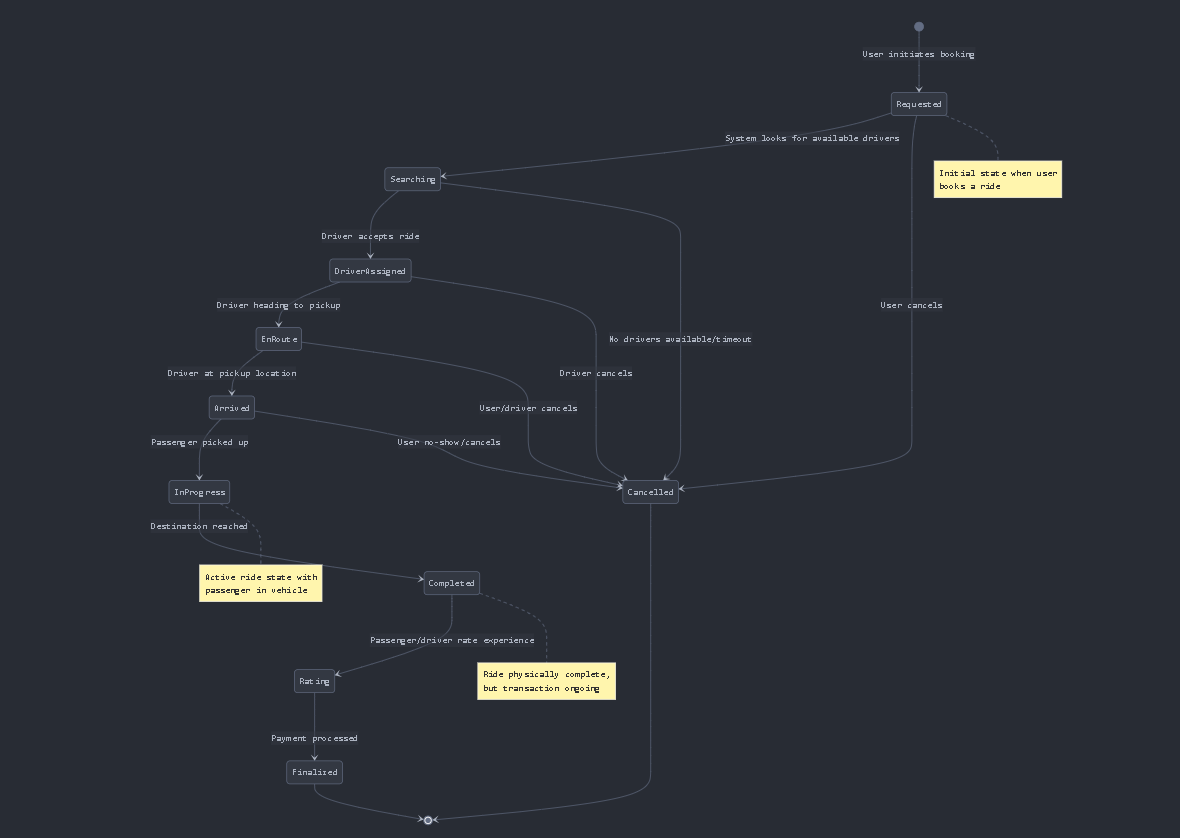 User initiates booking
Requested
System looks for available drivers
Initial state when user
books a ride
Searching
Driver accepts ride
DriverAssigned
Driver heading to pickup
User cancels
EnRoute
No drivers available/timeout
Driver at pickup location
Driver cancels
Arrived
User/driver cancels
Passenger picked up
User no-show/cancels
InProgress
Cancelled
Destination reached
Active ride state with
passenger in vehicle
Completed
Passenger/driver rate experience
Rating
Ride physically complete,
but transaction ongoing
Payment processed
Finalized